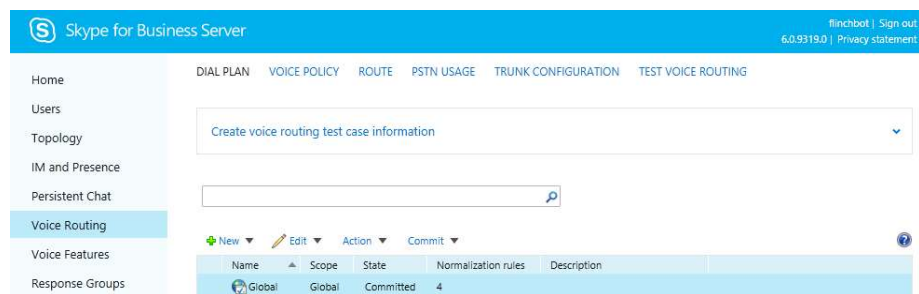 S Skype for Business Server
flinchbot | Sign out
6.0.9319.0 | Privacy statement
Home
Users
Topology
IM and Presence
Persistent Chat
Voice Routing
Voice Features
Response Groups
DIAL PLAN VOICE POLICY ROUTE PSTN USAGE TRUNK CONFIGURATION TEST VOICE ROUTING
Create voice routing test case information
New Edit Action Commit
Name Scope State Normalization rules Description
Global Global Committed 4